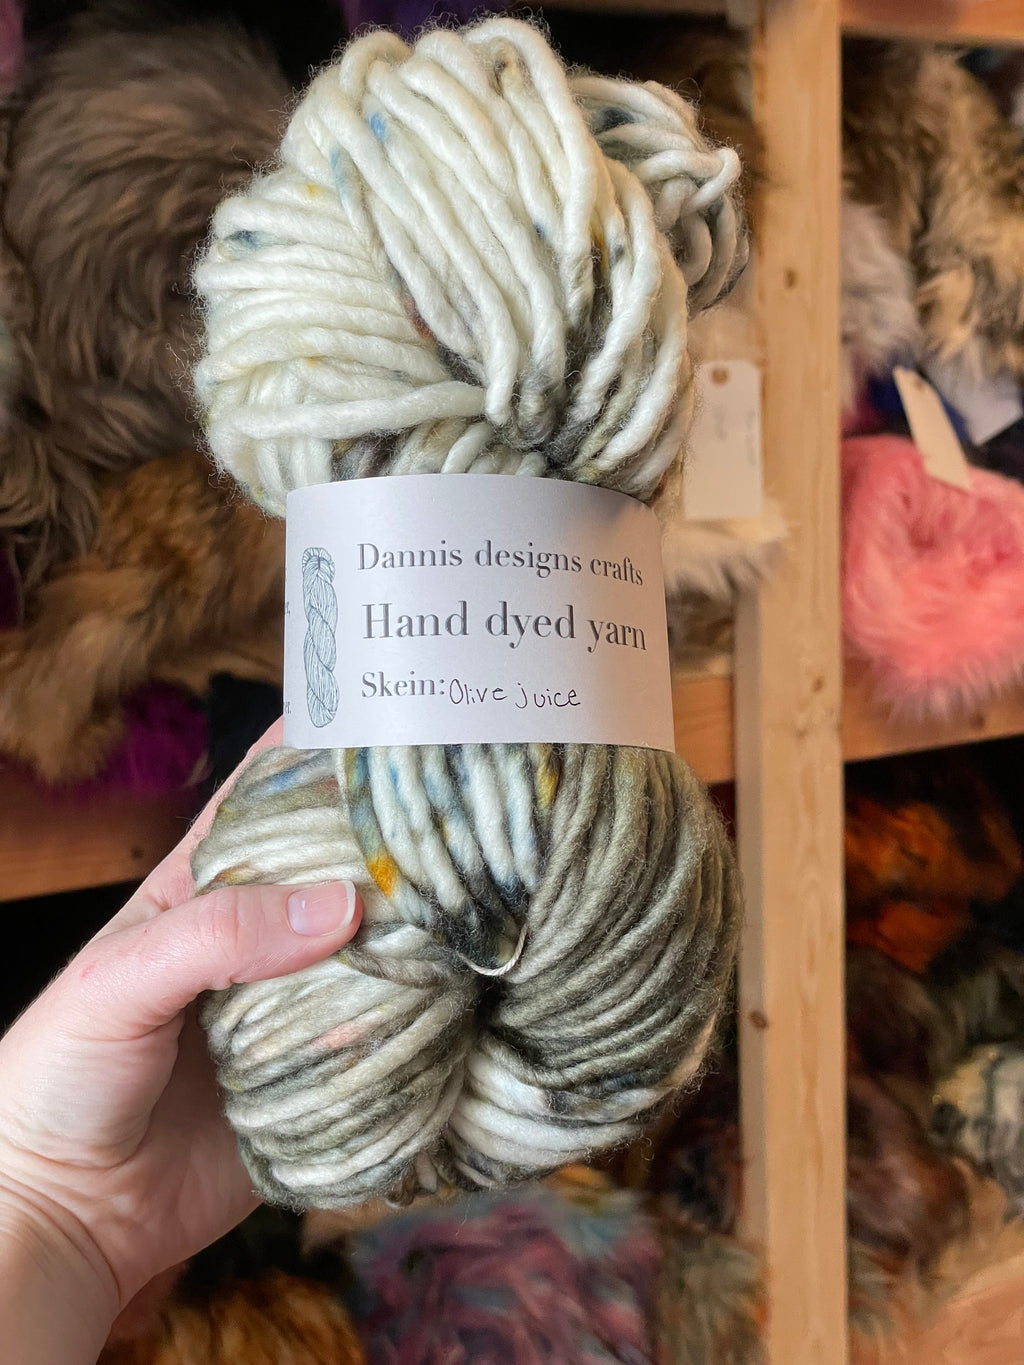 Dannis designs crafts
Hand dyed yarn
Skein: Olive juice